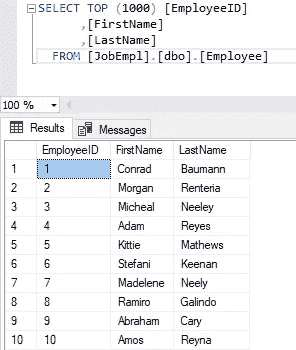 SELECT TOP (1000) [EmployeeID]
,[FirstName]
,[LastName]
FROM [JobEmpl].[dbo].[Employee]
100 %
Results Messages
EmployeeID FirstName LastName
1 1 Conrad Baumann
2 2 Morgan Renteria
3 3 Micheal Neeley
4 4 Adam Reyes
5 5 Kittie Mathews
6 6 Stefani Keenan
7 7 Madelene Neely
8 8 Ramiro Galindo
9 9 Abraham Cary
10 10 Amos Reyna